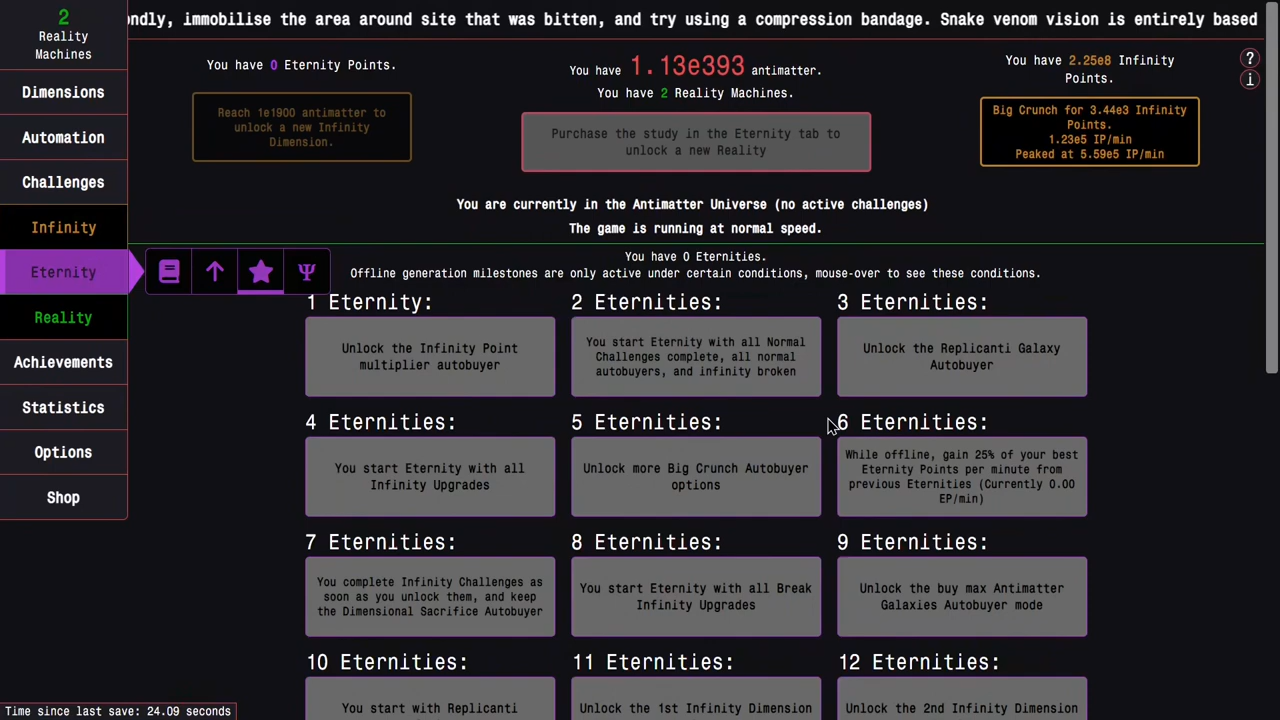 2
Reality
Machines
ondly, immobilise the area around site that was bitten, and try using a compression bandage. Snake venom vision is entirely based
You have 0 Eternity Points.
Reach 1e1900 antimatter to
unlock a new Infinity
Dimension.
You have 1.13e393 antimatter.
You have 2 Reality Machines.
Purchase the study in the Eternity tab to
unlock a new Reality
You have 2.25e8 Infinity
Points.
Big Crunch for 3.44e3 Infinity
Points.
1.23e5 IP/min
Peaked at 5.59e5 IP/min
?
i
You are currently in the Antimatter Universe (no active challenges)
The game is running at normal speed.
Dimensions
Automation
Challenges
Infinity
Eternity
Reality
Achievements
Statistics
Options
Shop
Ψ
You have 0 Eternities.
Offline generation milestones are only active under certain conditions, mouse-over to see these conditions.
1 Eternity:
Unlock the Infinity Point
multiplier autobuyer
2 Eternities:
You start Eternity with all Normal
Challenges complete, all normal
autobuyers, and infinity broken
3 Eternities:
Unlock the Replicanti Galaxy
Autobuyer
4 Eternities:
You start Eternity with all
Infinity Upgrades
5 Eternities:
Unlock more Big Crunch Autobuyer
options
6 Eternities:
While offline, gain 25% of your best
Eternity Points per minute from
previous Eternities (Currently 0.00
EP/min)
7 Eternities:
You complete Infinity Challenges as
soon as you unlock them, and keep
the Dimensional Sacrifice Autobuyer
8 Eternities:
You start Eternity with all Break
Infinity Upgrades
9 Eternities:
Unlock the buy max Antimatter
Galaxies Autobuyer mode
10 Eternities:
You start with Replicanti
11 Eternities:
Unlock the 1st Infinity Dimension
12 Eternities:
Unlock the 2nd Infinity Dimension
Time since last save: 24.09 seconds